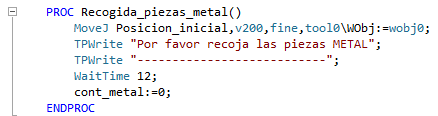 PROC Recogida_piezas_metal()
MoveJ Posicion_inicial,v200,fine,tool0\WObj:=wobj0;
TPWrite "Por favor recoja las piezas METAL";
TPWrite "---------------------------";
WaitTime 12;
cont_metal:=0;
ENDPROC